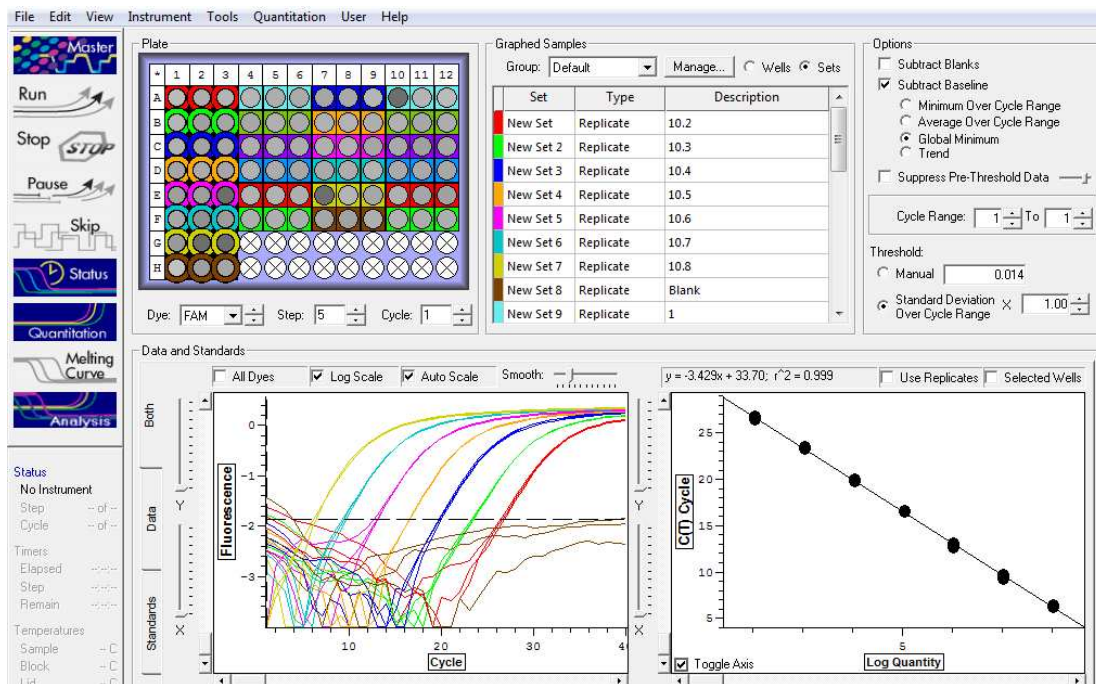 File Edit View Instrument Tools Quantitation User Help
Master
Run
Stop
STOP
Pause
Skip
Status
Quantitation
Melting
Curve
Analysis
Status
No Instrument
Step -- of --
Cycle -- of --
Timers
Elapsed --:--:--
Step --:--:--
Remain --:--:--
Temperatures
Sample -- C
Block -- C
Lid -- C
Plate
* 1 2 3 4 5 6 7 8 9 10 11 12
A
B
C
D
E
F
G
H
Dye: FAM Step: 5 Cycle: 1
Graphed Samples
Group: Default Manage... Wells Sets
Set Type Description
New Set Replicate 10.2
New Set 2 Replicate 10.3
New Set 3 Replicate 10.4
New Set 4 Replicate 10.5
New Set 5 Replicate 10.6
New Set 6 Replicate 10.7
New Set 7 Replicate 10.8
New Set 8 Replicate Blank
New Set 9 Replicate 1
Options
Subtract Blanks
Subtract Baseline
Minimum Over Cycle Range
Average Over Cycle Range
Global Minimum
Trend
Suppress Pre-Threshold Data
Cycle Range: 1 To 1
Threshold:
Manual 0.014
Standard Deviation
Over Cycle Range X 1.00
Data and Standards
Both
Data
Standards
All Dyes Log Scale Auto Scale Smooth:
Y
X
Fluorescence
0
-1
-2
-3
10 20 30 4
Cycle
y = -3.429x + 33.70; r^2 = 0.999 Use Replicates Selected Wells
Y
X
C(T) Cycle
25
20
15
10
5
5
Toggle Axis Log Quantity